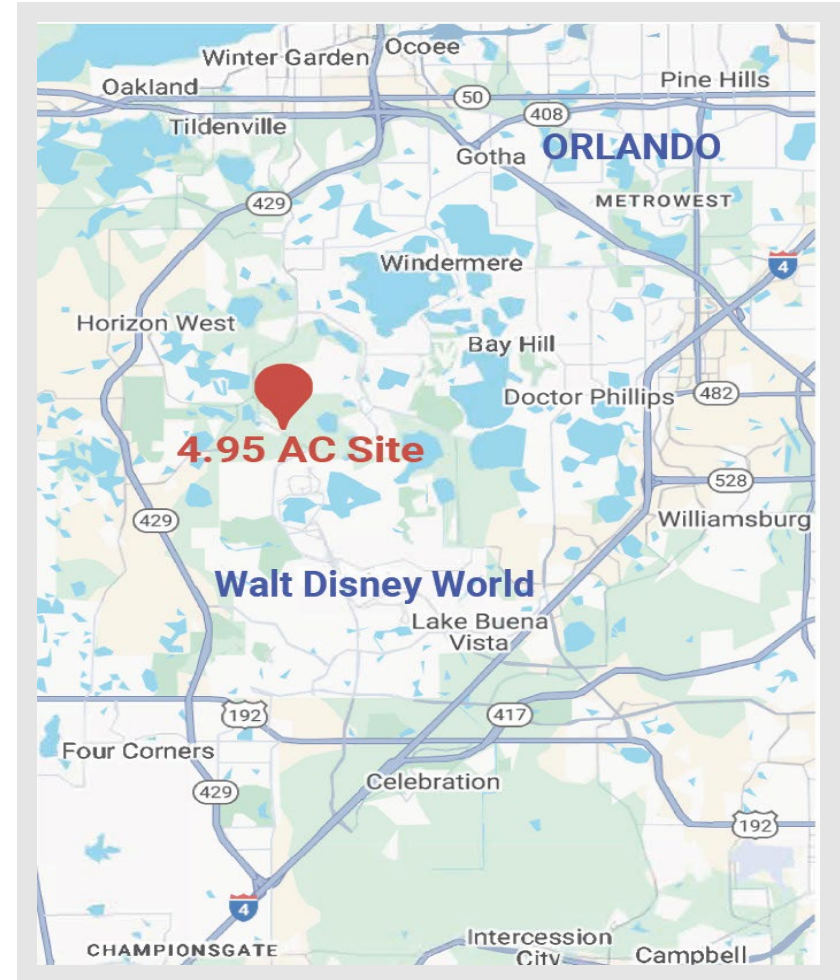 Ocoee
Winter Garden
Oakland
Pine Hills
50
408
Tildenville
ORLANDO
Gotha
METROWEST
429
Windermere
4
Horizon West
Bay Hill
Doctor Phillips
482
4.95 AC Site
528
429
Williamsburg
Walt Disney World
Lake Buena
Vista
192
417
Four Corners
Celebration
429
192
4
CHAMPIONSGATE
Intercession
City
Campbell